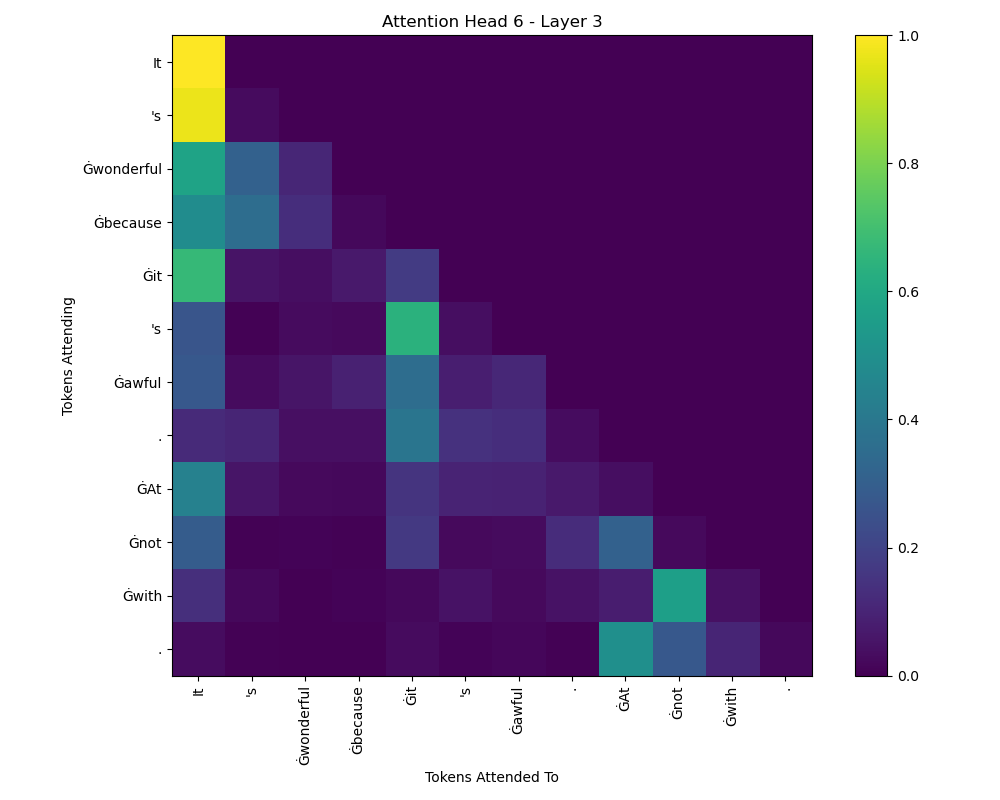 Attention Head 6 - Layer 3
It
's
Ġwonderful
Ġbecause
Ġit
's
Ġawful
.
ĠAt
Ġnot
Ġwith
.
Tokens Attending
It
's
Ġwonderful
Ġbecause
Ġit
's
Ġawful
.
ĠAt
Ġnot
Ġwith
.
Tokens Attended To
1.0
0.8
0.6
0.4
0.2
0.0